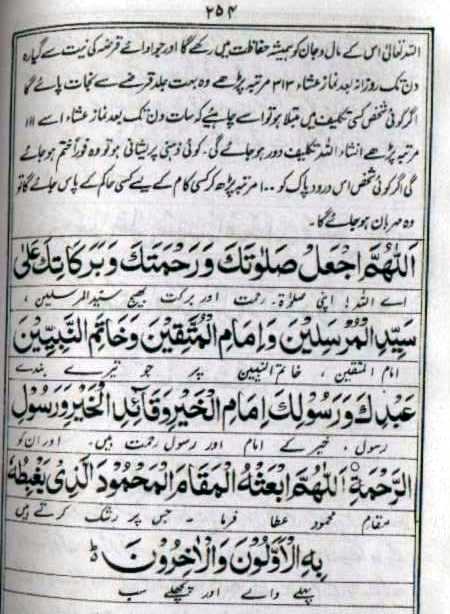 ۲۵۴
اللہ تعالیٰ اس کے مال و جان کو ہمیشہ حفاظت میں رکھے گا اور جو ادائے قرضہ کی نیت سے گیارہ
دن تک روزانہ بعد نماز عشاء ۳۱۳ مرتبہ پڑھے وہ بہت جلد قرضے سے نجات پائے گا
اگر کوئی شخص کسی تکلیف میں مبتلا ہو تو اسے چاہیے کہ سات دن تک بعد نماز عشاء اسے ۱۱۱
مرتبہ پڑھے انشاء اللہ تکلیف دور ہو جائے گی۔ کوئی ذہنی پریشانی ہو تو وہ فوراً ختم ہو جائے
گی اگر کوئی شخص اس درود پاک کو ۱۰۰ مرتبہ پڑھ کر کسی کام کے لیے کسی حاکم کے پاس جائے گا تو
وہ مہربان ہو جائے گا۔
اَللّٰهُمَّ اجْعَلْ صَلٰوتَكَ وَرَحْمَتَكَ وَبَرَكَاتِكَ عَلٰى
اے اللہ! اپنی صلوٰۃ۔ رحمت اور برکت بھیج سید المرسلین ،
سَيِّدِ الْمُرْسَلِيْنَ وَاِمَامِ الْمُتَّقِيْنَ وَخَاتِمِ النَّبِيِّيْنَ
امام المتقین ، خاتم النبیین پر جو تیرے بندے
عَبْدِكَ وَرَسُوْلِكَ اِمَامِ الْخَيْرِ وَقَائِدِ الْخَيْرِ وَرَسُوْلِ
رسول ، خیر کے امام اور رسول رحمت ہیں۔ اور ان کو
الرَّحْمَةِ اَللّٰهُمَّ ابْعَثْهُ الْمَقَامَ الْمَحْمُوْدَ الَّذِىْ يَغْبِطُهٗ
مقام محمود عطا فرما ۔ جس پر رشک کرتے ہیں
بِهِ الْاَوَّلُوْنَ وَالْاٰخِرُوْنَ ط
پہلے والے اور پچھلے سب